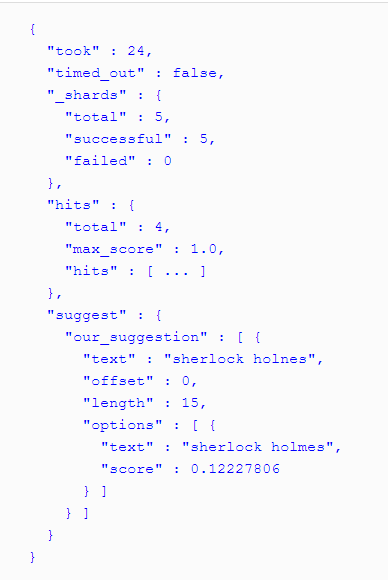 {
  "took" : 24,
  "timed_out" : false,
  "_shards" : {
    "total" : 5,
    "successful" : 5,
    "failed" : 0
  },
  "hits" : {
    "total" : 4,
    "max_score" : 1.0,
    "hits" : [ ... ]
  },
  "suggest" : {
    "our_suggestion" : [ {
      "text" : "sherlock holnes",
      "offset" : 0,
      "length" : 15,
      "options" : [ {
        "text" : "sherlock holmes",
        "score" : 0.12227806
      } ]
    } ]
  }
}